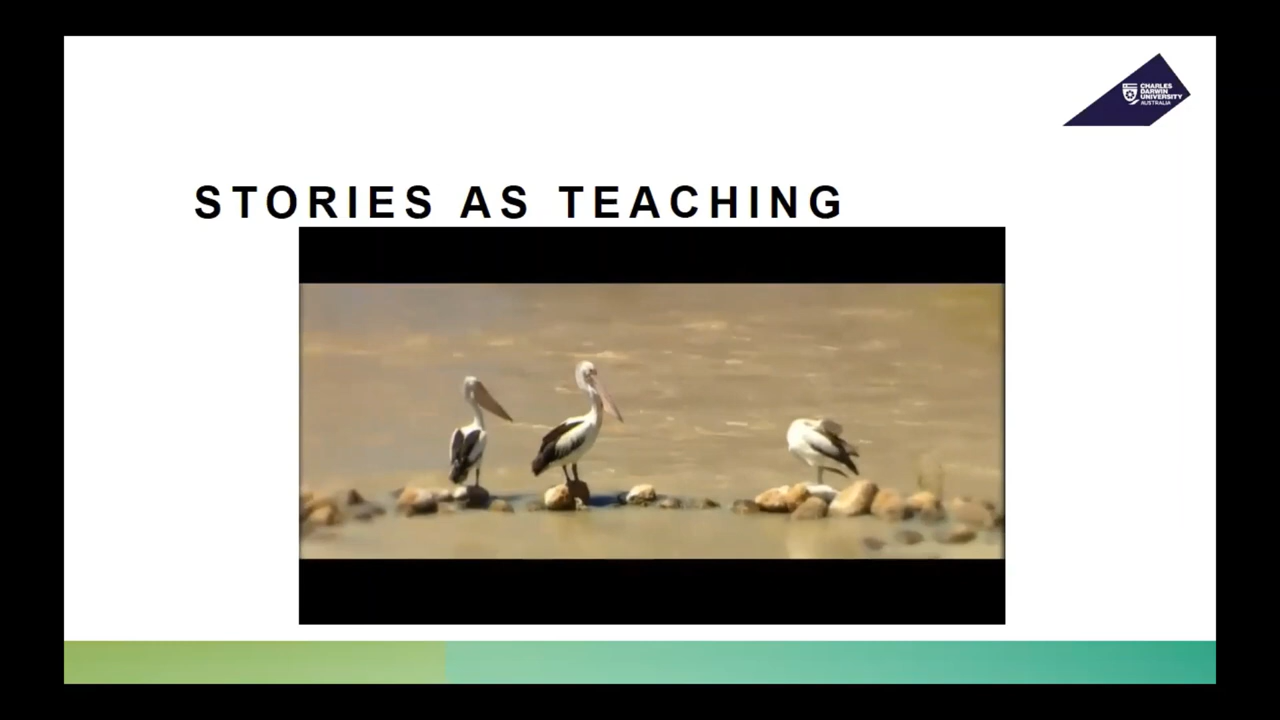 CHARLES
DARWIN
UNIVERSITY
AUSTRALIA
STORIES AS TEACHING